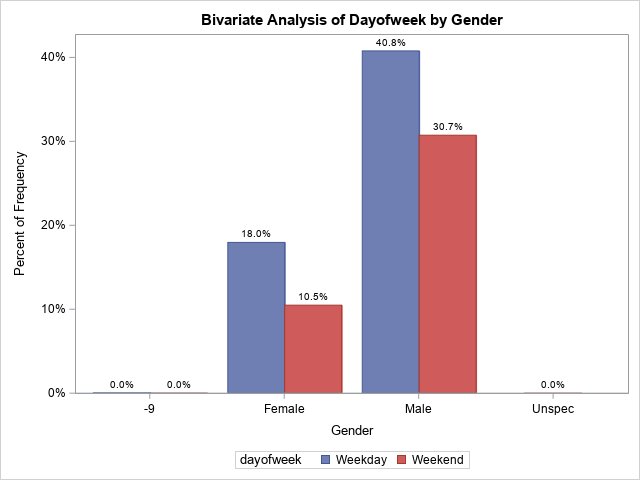 Bivariate Analysis of Dayofweek by Gender
40.8%
40%
30.7%
30%
Percent of Frequency
18.0%
20%
10.5%
10%
0.0% 0.0% 0.0%
0%
-9 Female Male Unspec
Gender
dayofweek Weekday Weekend